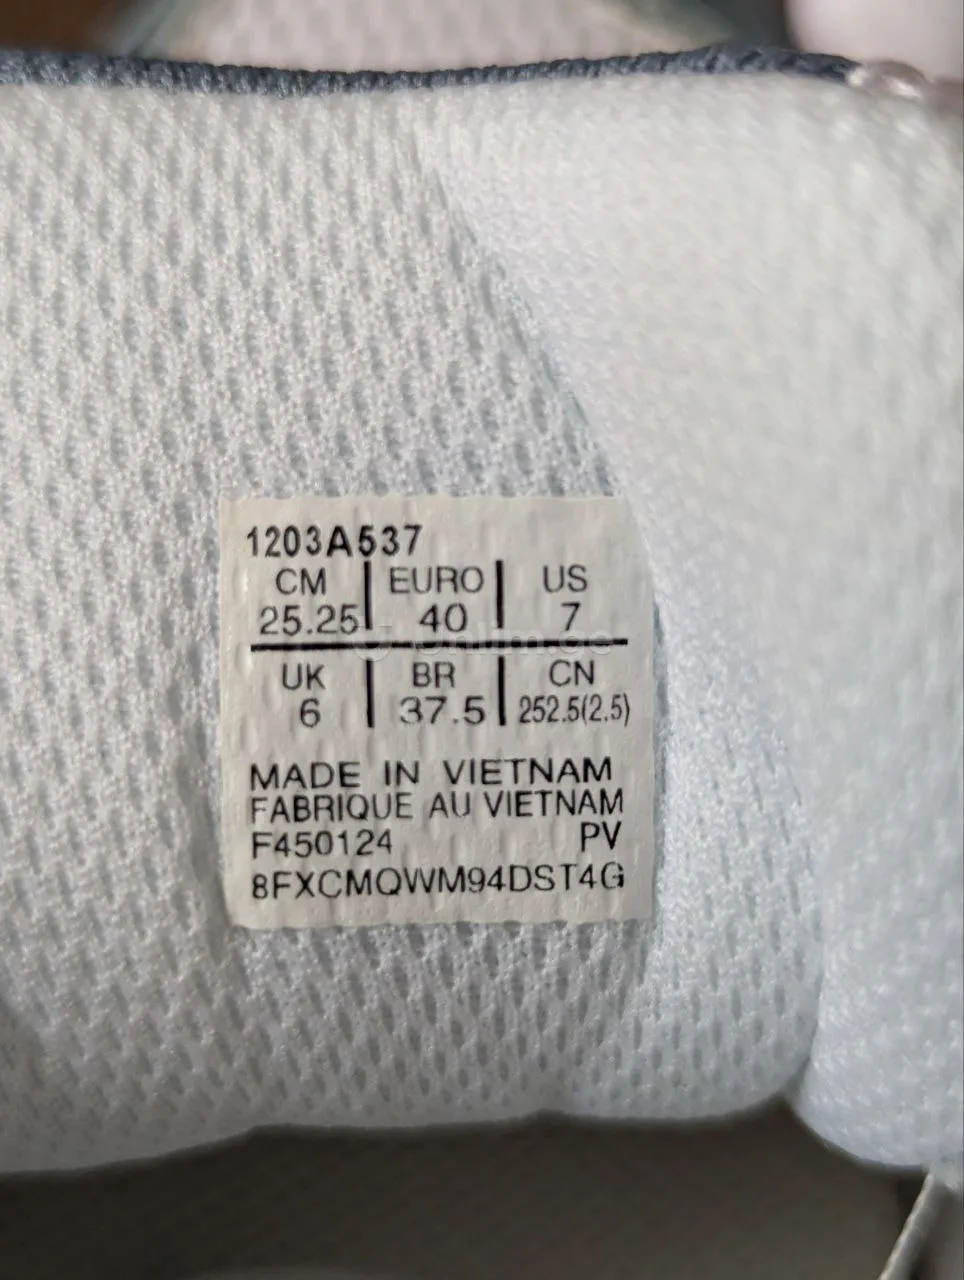 1203A537
CM EURO US
25.25 40 7
UK BR CN
6 37.5 252.5(2.5)
MADE IN VIETNAM
FABRIQUE AU VIETNAM
F450124 PV
8FXCMQWM94DST4G